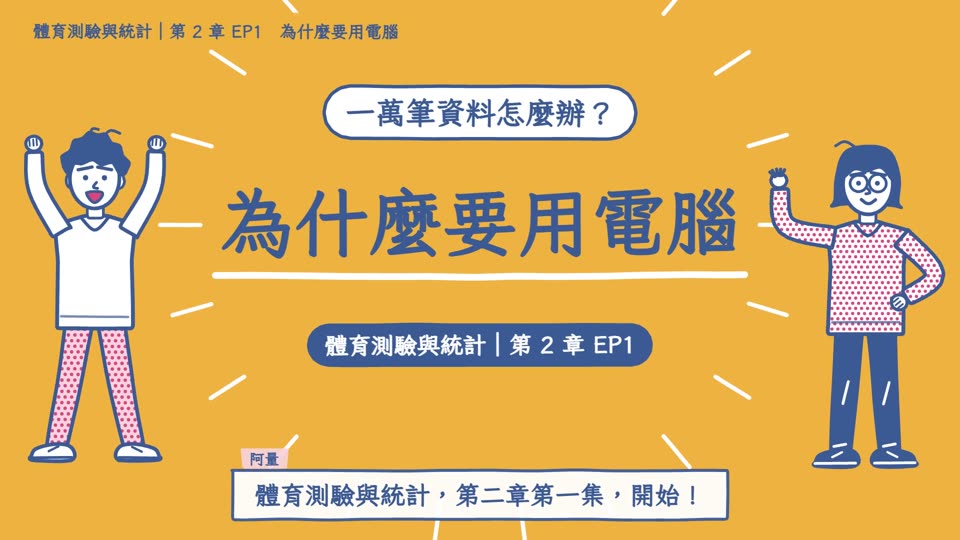 體育測驗與統計｜第 2 章 EP1　為什麼要用電腦
一萬筆資料怎麼辦？
為什麼要用電腦
體育測驗與統計｜第 2 章 EP1
阿量
體育測驗與統計，第二章第一集，開始！